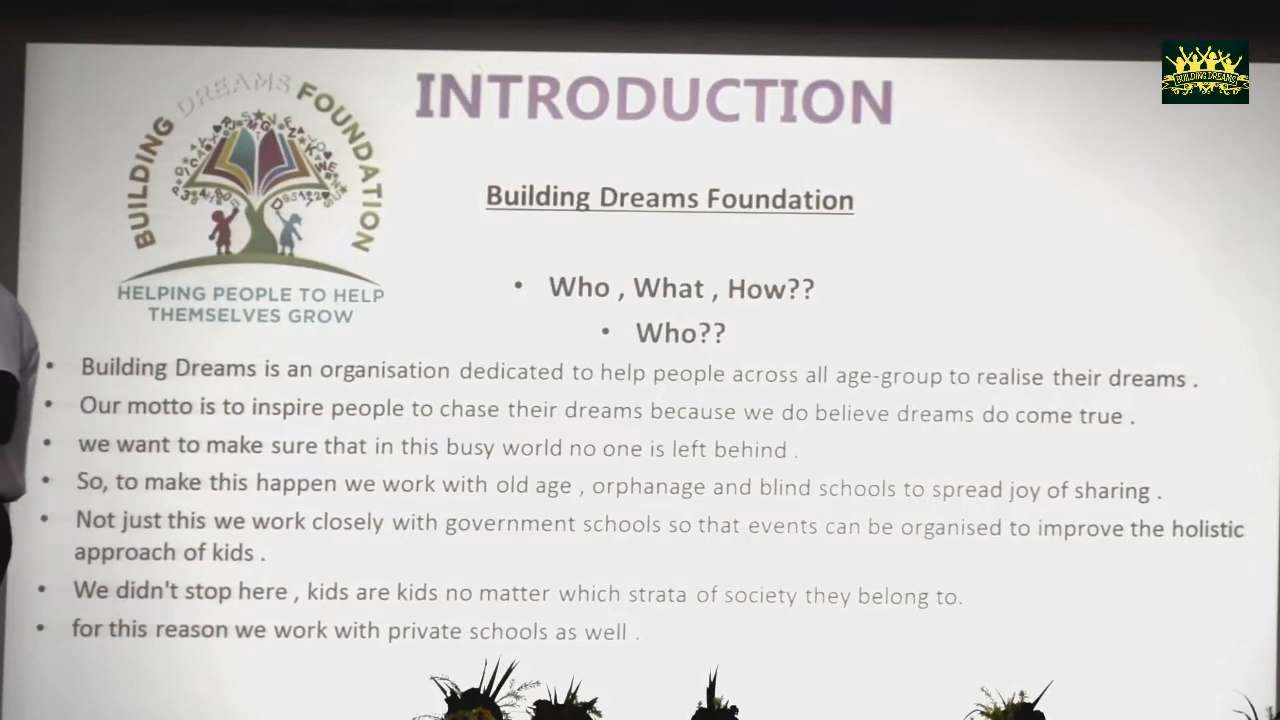 BUILDING DREAMS FOUNDATION
HELPING PEOPLE TO HELP
THEMSELVES GROW
INTRODUCTION
BUILDING DREAMS
Building Dreams Foundation
• Who , What , How??
• Who??
• Building Dreams is an organisation dedicated to help people across all age-group to realise their dreams .
• Our motto is to inspire people to chase their dreams because we do believe dreams do come true .
• we want to make sure that in this busy world no one is left behind .
• So, to make this happen we work with old age , orphanage and blind schools to spread joy of sharing .
• Not just this we work closely with government schools so that events can be organised to improve the holistic
approach of kids .
• We didn't stop here , kids are kids no matter which strata of society they belong to.
• for this reason we work with private schools as well .